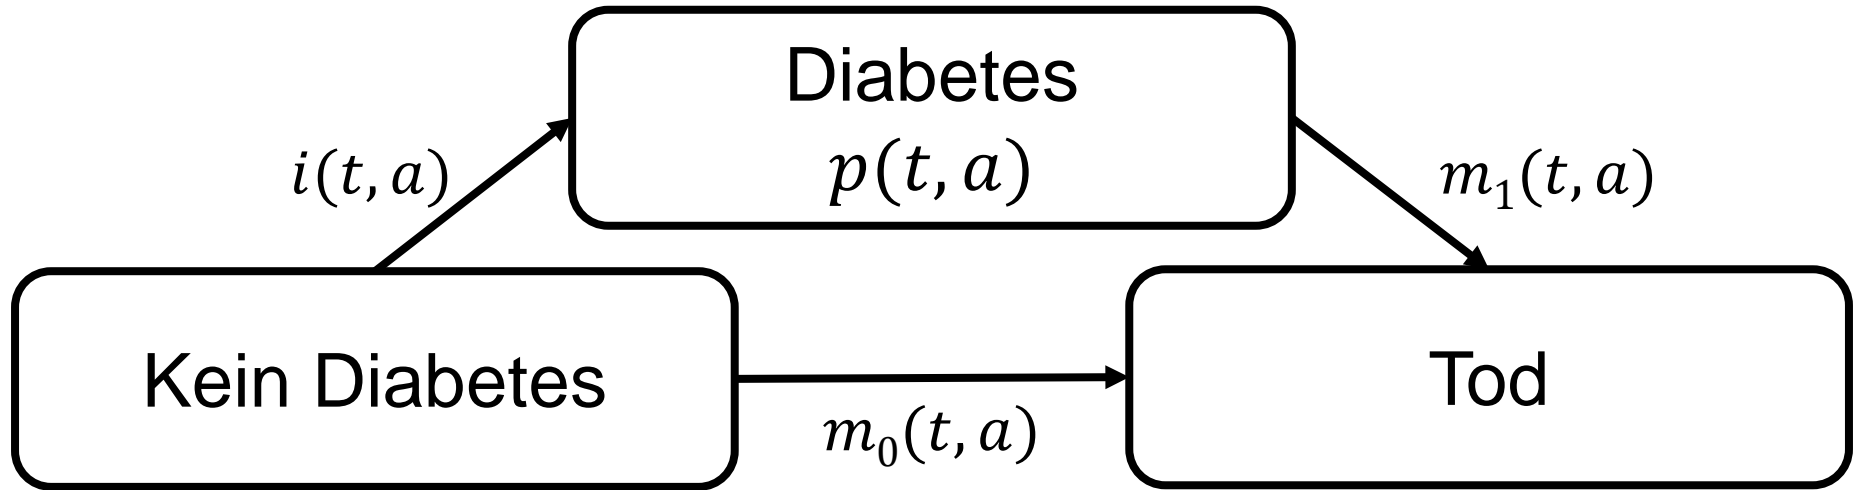 Diabetes
p(t, a)
i(t, a)
m₁(t, a)
Kein Diabetes
Tod
m₀(t, a)